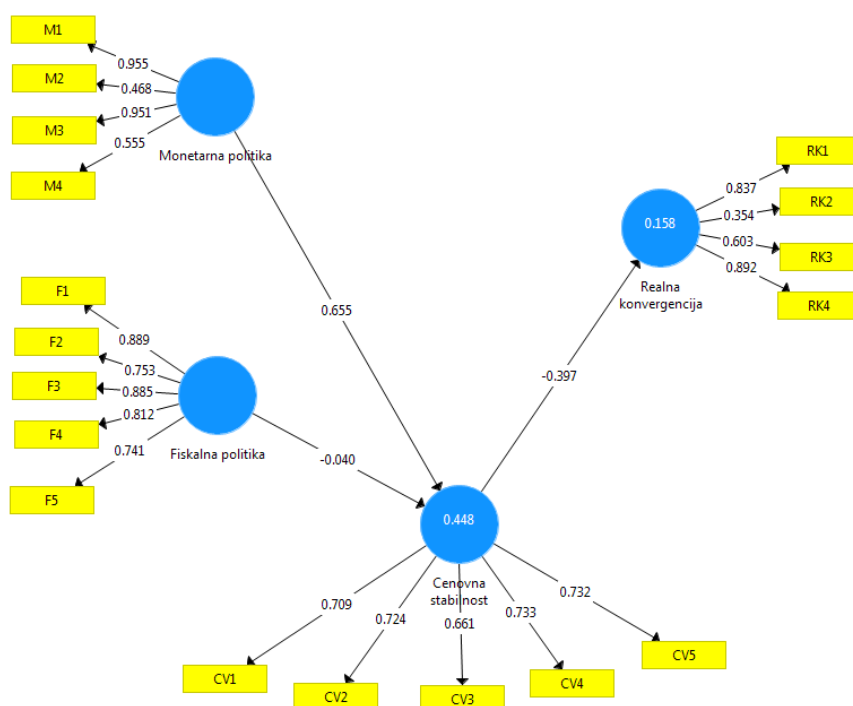 M1
0.955
M2
0.468
M3
0.951
M4
0.555
Monetarna politika
0.655
F1
0.889
F2
0.753
F3
0.885
F4
0.812
F5
0.741
Fiskalna politika
-0.040
0.448
Cenovna
stabilnost
-0.397
0.158
Realna
konvergencija
RK1
0.837
RK2
0.354
RK3
0.603
RK4
0.892
0.709
0.724
0.661
0.733
0.732
CV1
CV2
CV3
CV4
CV5